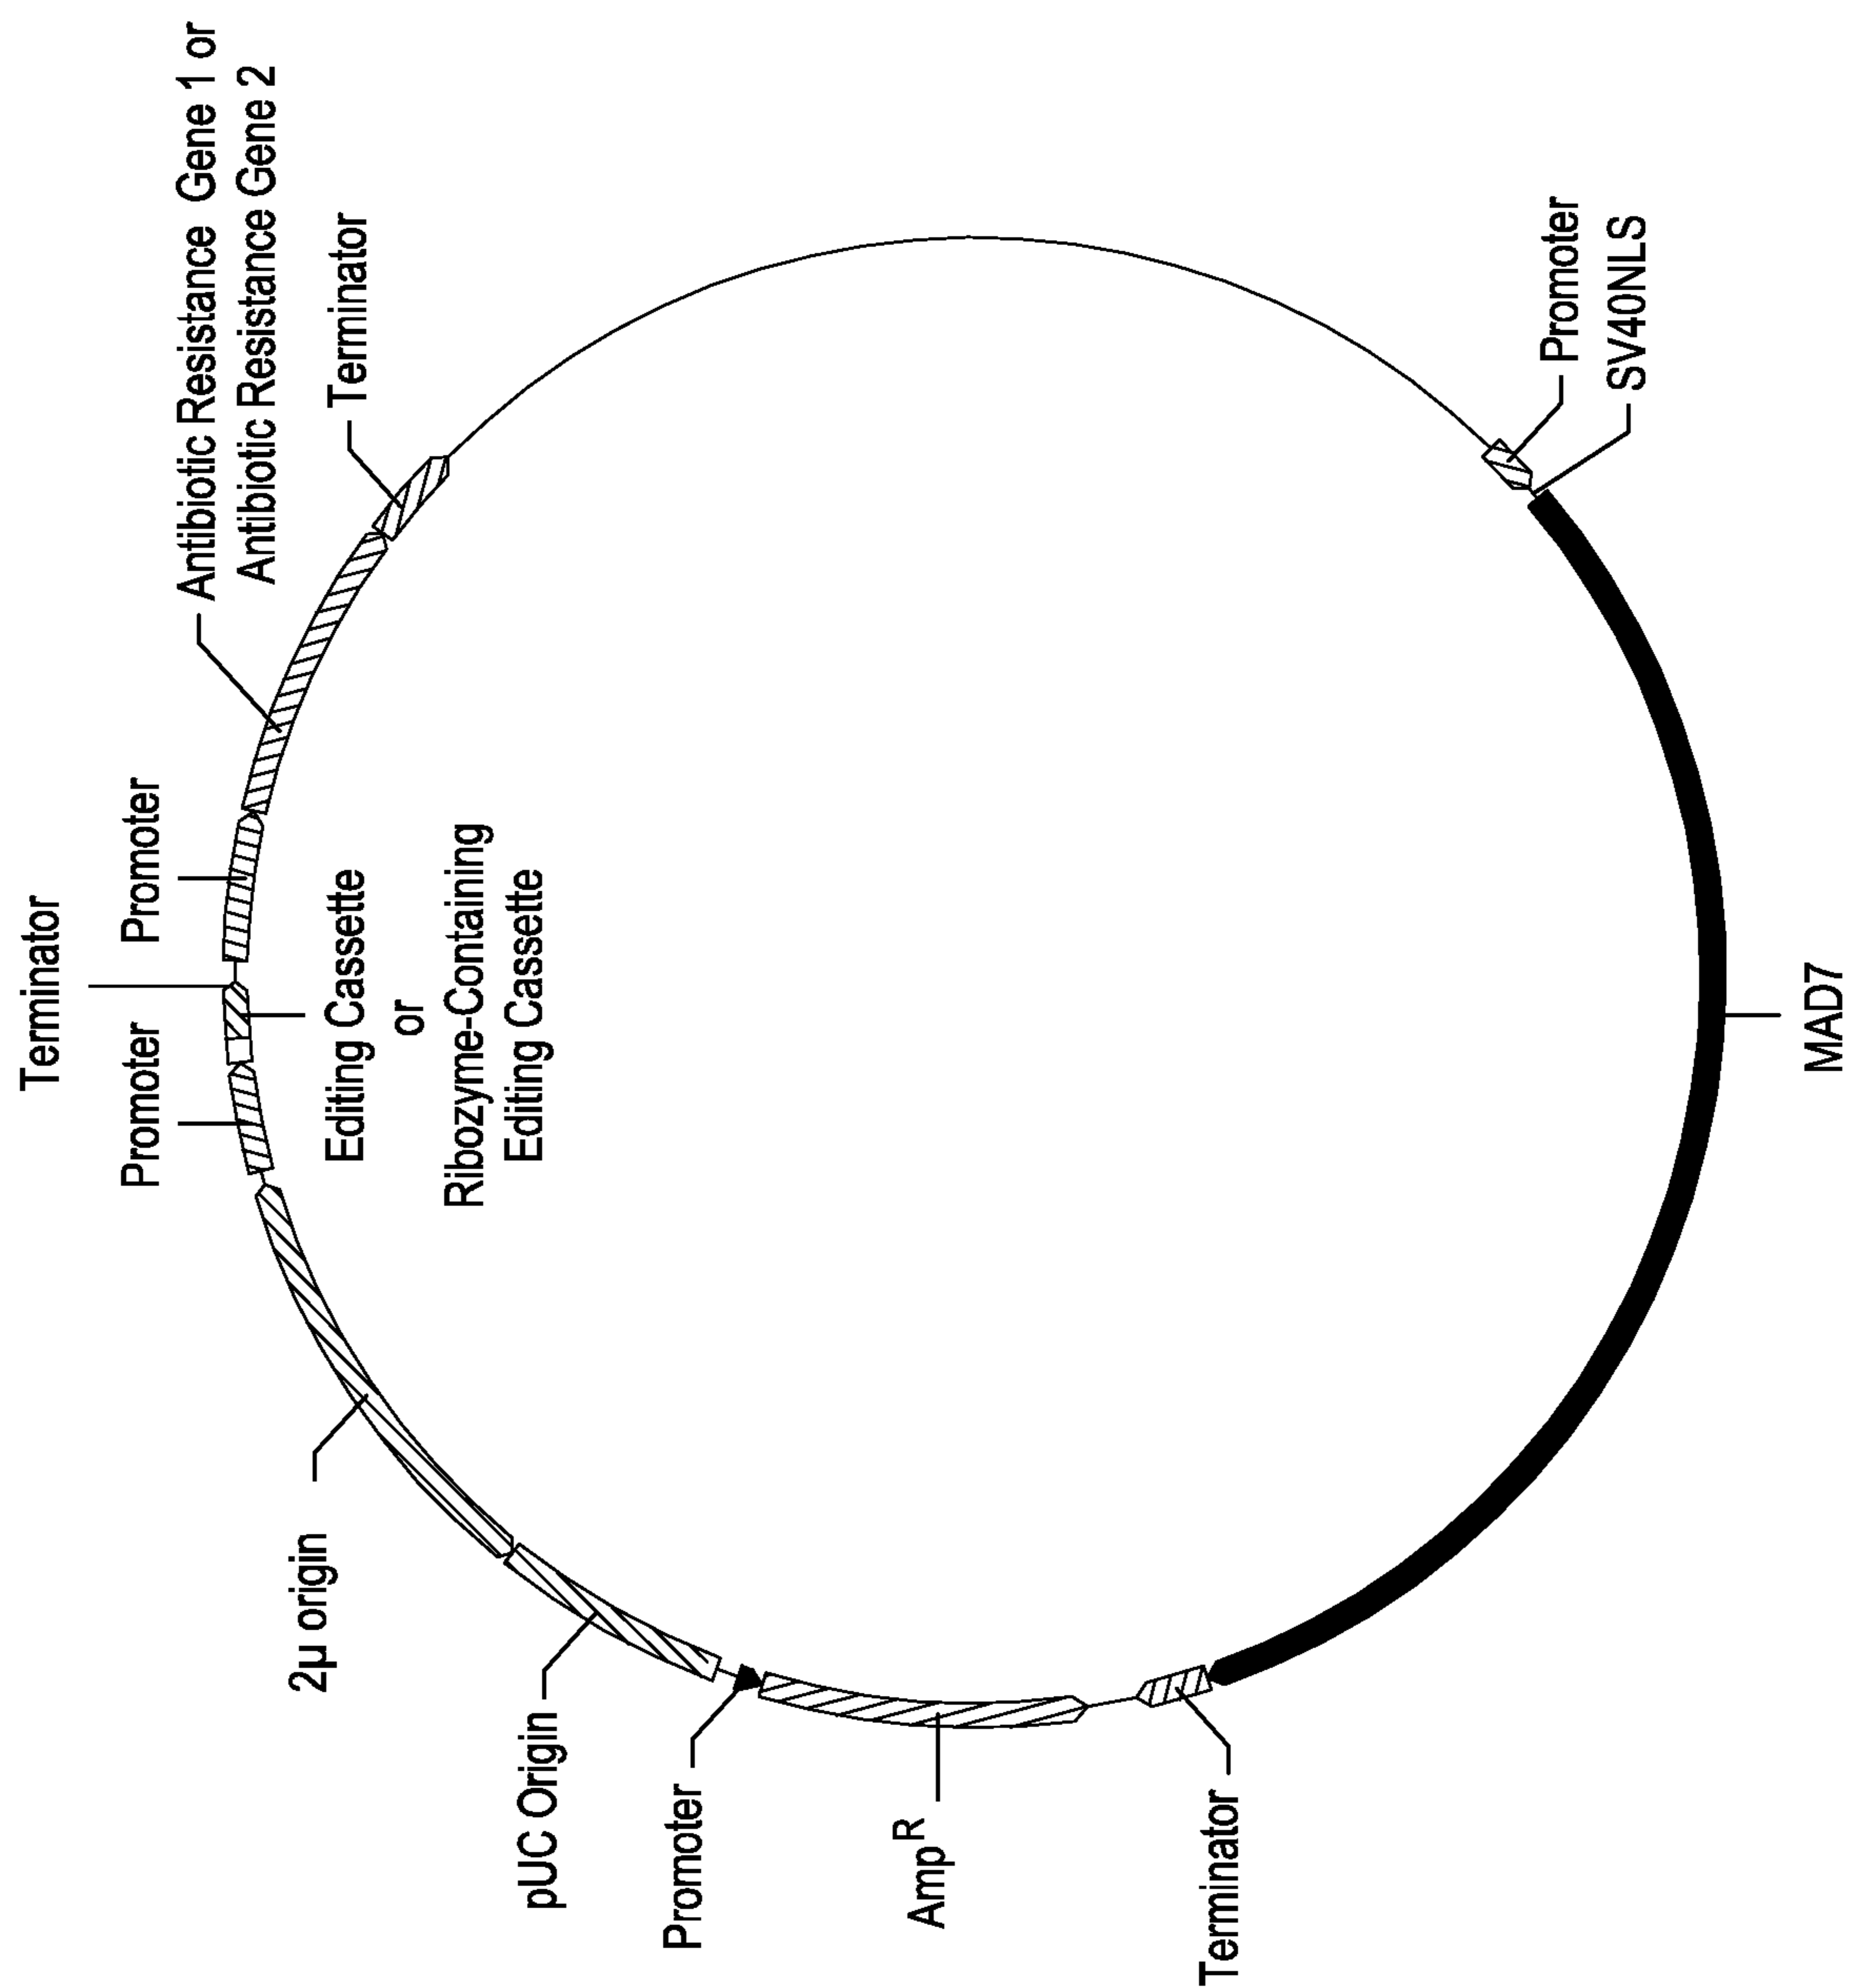 Terminator
Promoter
Promoter
Antibiotic Resistance Gene 1 or
Antibiotic Resistance Gene 2
Terminator
Editing Cassette
or
Ribozyme-Containing
Editing Cassette
2µ origin
pUC Origin
Promoter
Amp^R
Terminator
MAD7
Promoter
SV40NLS